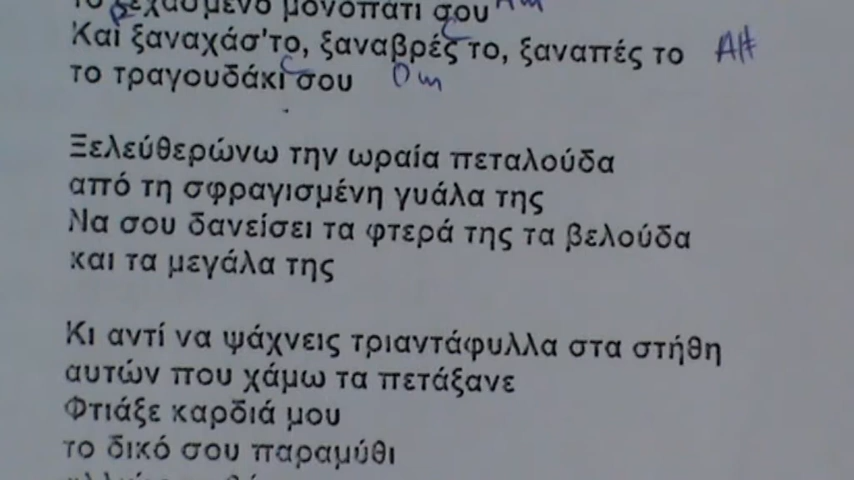 μονοπάτι σου Am
Και ξαναχάσ'το, ξαναβρές το, ξαναπές το A#
το τραγουδάκι σου Dm
Ξελευθερώνω την ωραία πεταλούδα
από τη σφραγισμένη γυάλα της
Να σου δανείσει τα φτερά της τα βελούδα
και τα μεγάλα της
Κι αντί να ψάχνεις τριαντάφυλλα στα στήθη
αυτών που χάμω τα πετάξανε
Φτιάξε καρδιά μου
το δικό σου παραμύθι